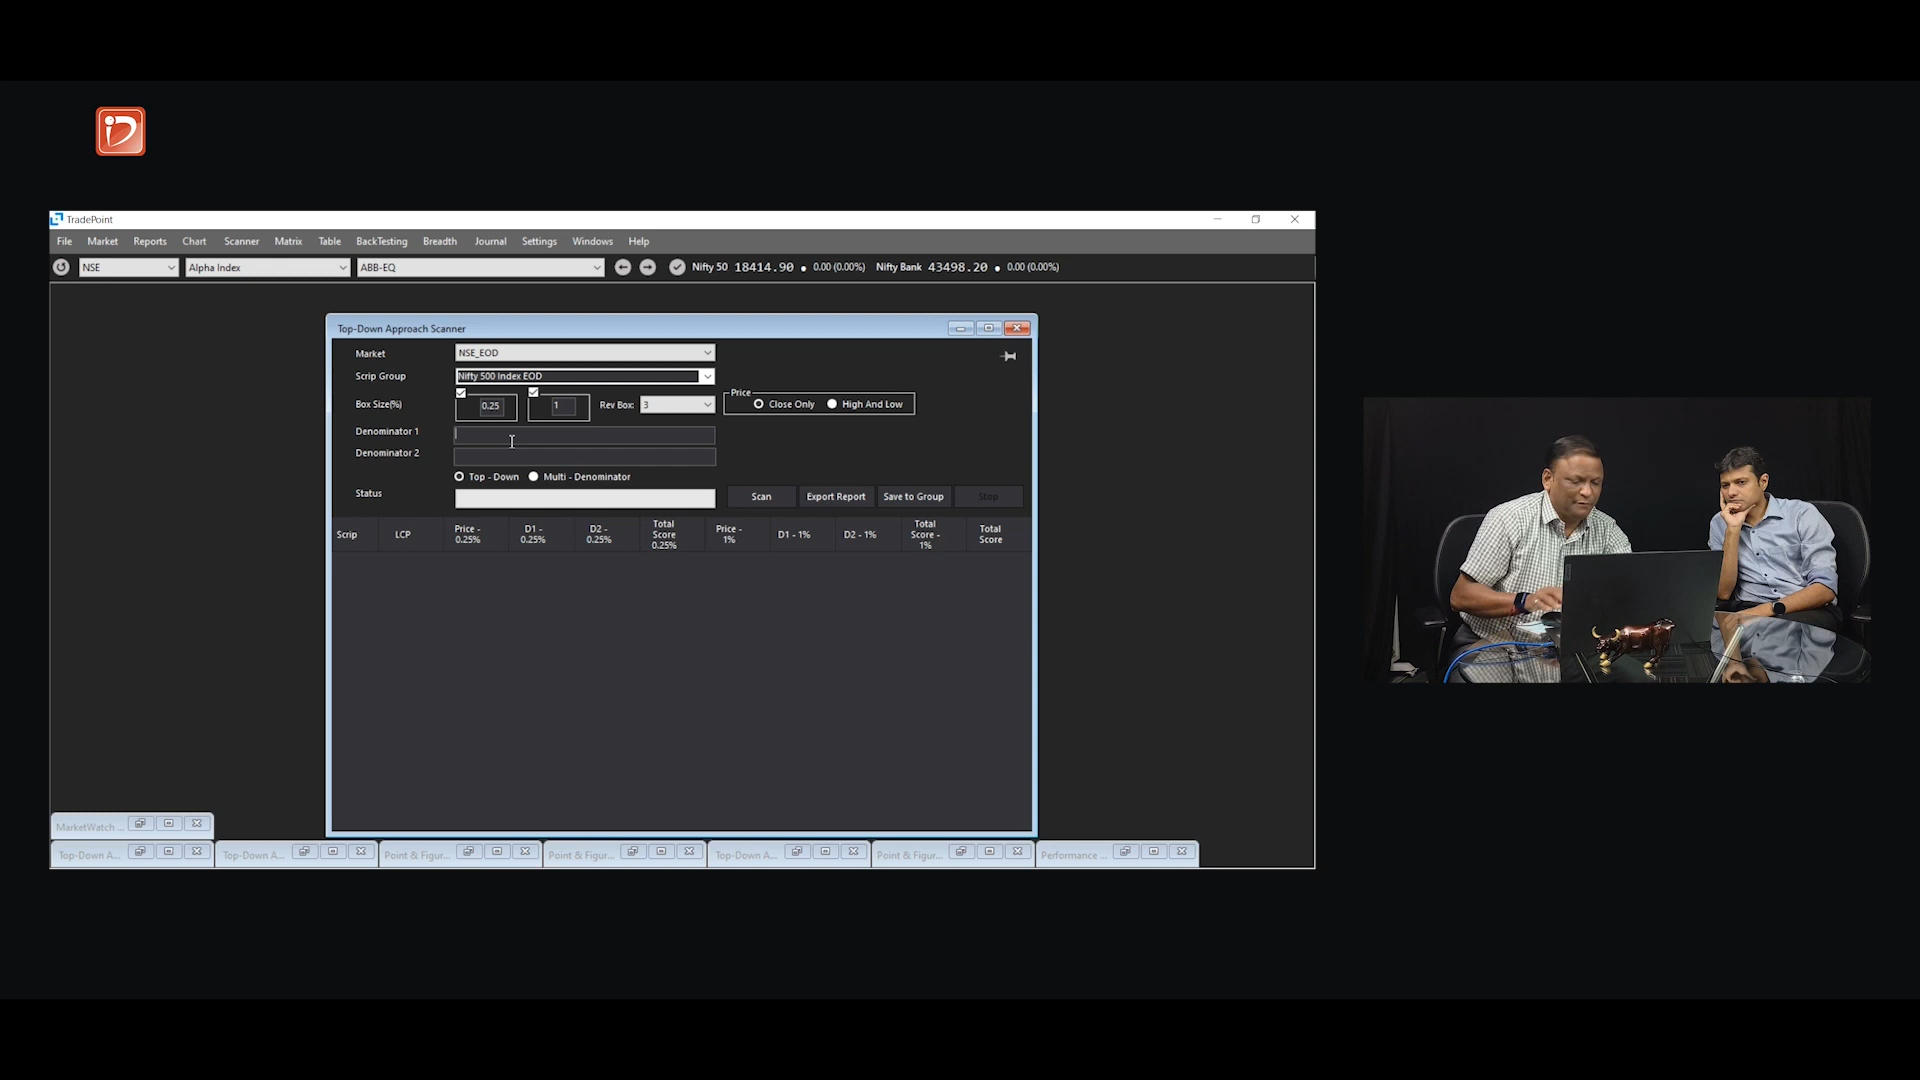 TradePoint
File Market Reports Chart Scanner Matrix Table BackTesting Breadth Journal Settings Windows Help
NSE Alpha Index ABB-EQ Nifty 50 18414.90 0.00 (0.00%) Nifty Bank 43498.20 0.00 (0.00%)
Top-Down Approach Scanner
Market NSE_EOD
Scrip Group Nifty 500 Index EOD
Price
Box Size(%) 0.25 1 Rev Box: 3 Close Only High And Low
Denominator 1
Denominator 2
Top - Down Multi - Denominator
Status Scan Export Report Save to Group Stop
Scrip LCP Price - 0.25% D1 - 0.25% D2 - 0.25% Total Score 0.25% Price - 1% D1 - 1% D2 - 1% Total Score - 1% Total Score
MarketWatch ...
Top-Down A... Top-Down A... Point & Figur... Point & Figur... Top-Down A... Point & Figur... Performance ...